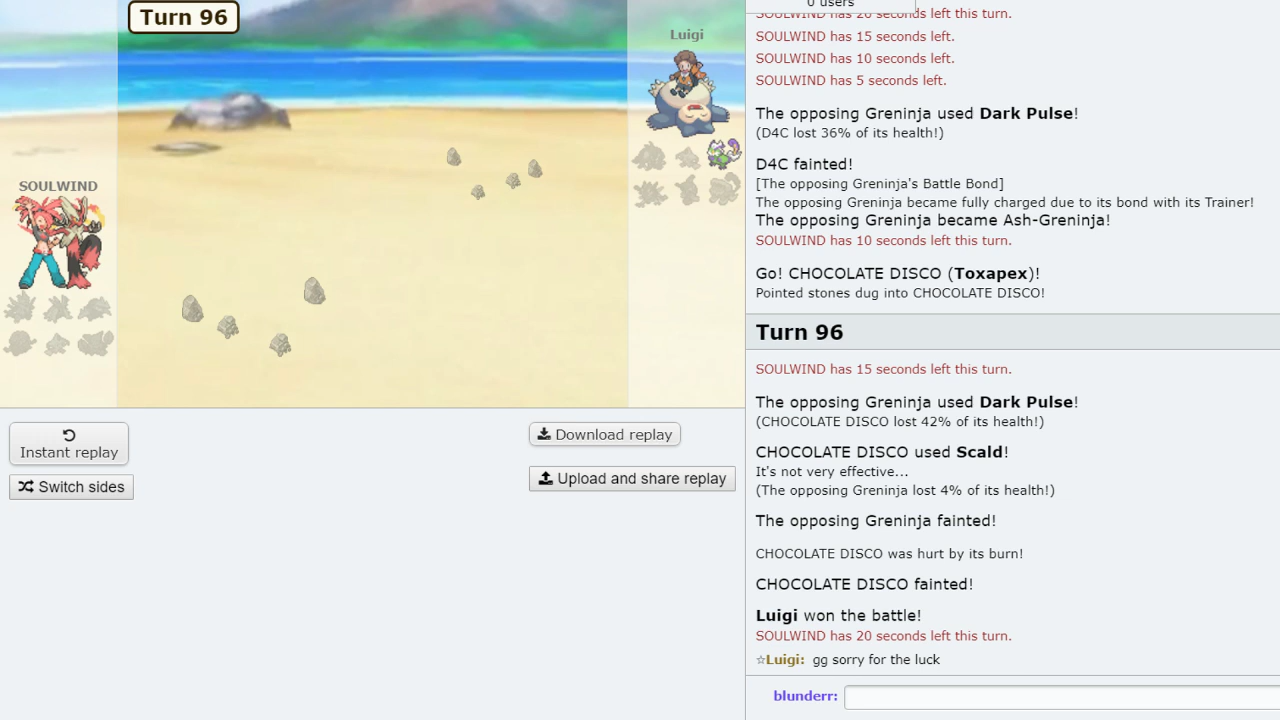 Turn 96
Luigi
SOULWIND
Instant replay
Switch sides
Download replay
Upload and share replay
0 users
SOULWIND has 20 seconds left this turn.
SOULWIND has 15 seconds left.
SOULWIND has 10 seconds left.
SOULWIND has 5 seconds left.
The opposing Greninja used Dark Pulse!
(D4C lost 36% of its health!)
D4C fainted!
[The opposing Greninja's Battle Bond]
The opposing Greninja became fully charged due to its bond with its Trainer!
The opposing Greninja became Ash-Greninja!
SOULWIND has 10 seconds left this turn.
Go! CHOCOLATE DISCO (Toxapex)!
Pointed stones dug into CHOCOLATE DISCO!
Turn 96
SOULWIND has 15 seconds left this turn.
The opposing Greninja used Dark Pulse!
(CHOCOLATE DISCO lost 42% of its health!)
CHOCOLATE DISCO used Scald!
It's not very effective...
(The opposing Greninja lost 4% of its health!)
The opposing Greninja fainted!
CHOCOLATE DISCO was hurt by its burn!
CHOCOLATE DISCO fainted!
Luigi won the battle!
SOULWIND has 20 seconds left this turn.
☆Luigi: gg sorry for the luck
blunderr: